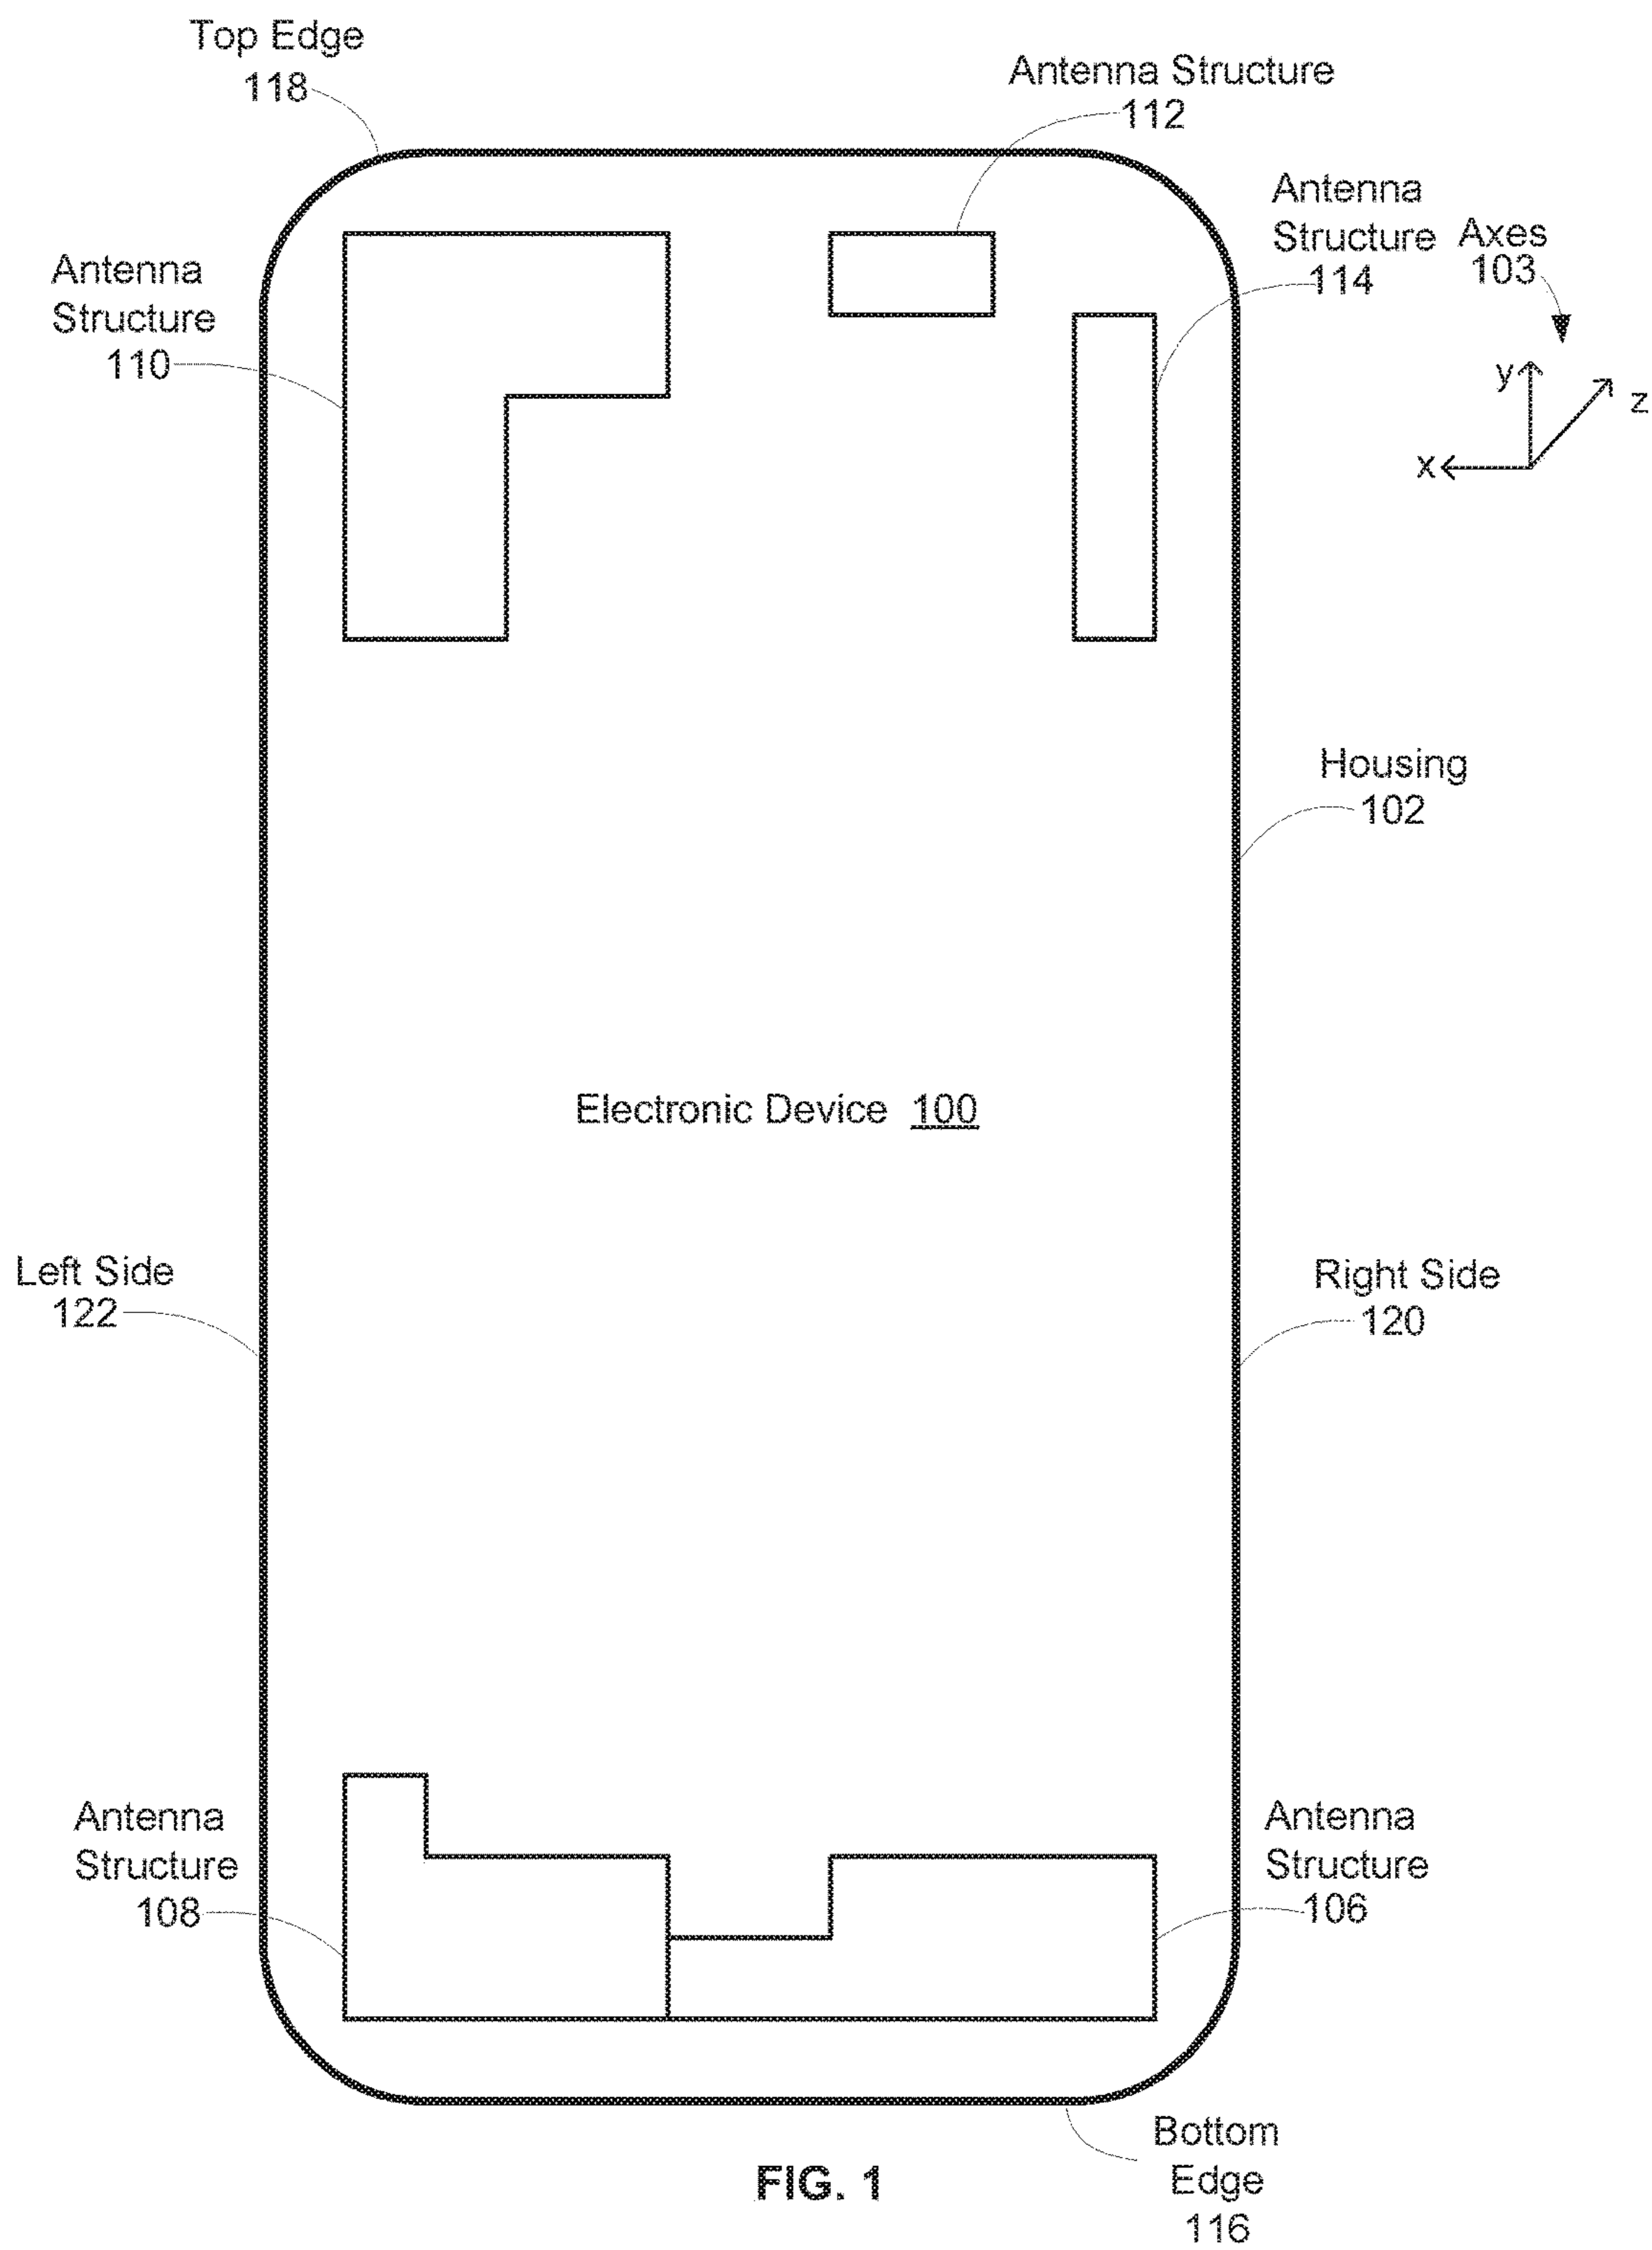 Top Edge
118
Antenna Structure
112
Antenna
Structure
114
Axes
103
Antenna
Structure
110
y
z
x
Housing
102
Electronic Device 100
Left Side
122
Right Side
120
Antenna
Structure
108
Antenna
Structure
106
Bottom
Edge
116
FIG. 1